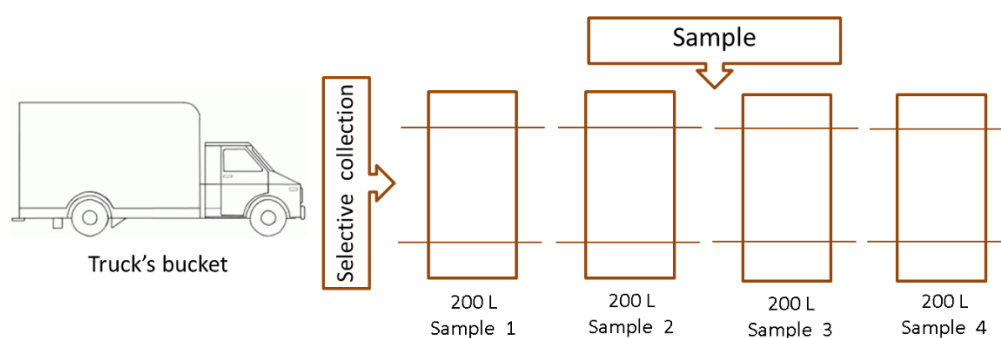 Sample
Selective collection
Truck's bucket
200 L
Sample 1
200 L
Sample 2
200 L
Sample 3
200 L
Sample 4